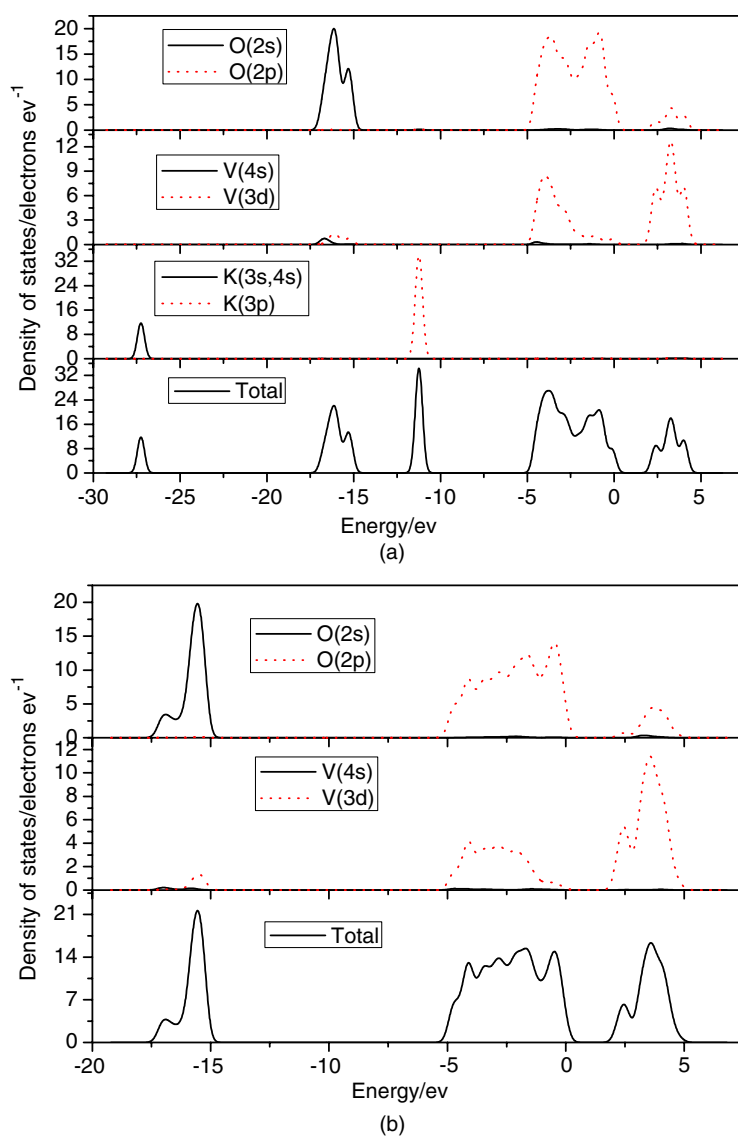 Density of states/electrons ev-1
20
15
10
5
0
O(2s)
O(2p)
12
9
6
3
0
V(4s)
V(3d)
32
24
16
8
0
K(3s,4s)
K(3p)
32
24
16
8
0
Total
-30 -25 -20 -15 -10 -5 0 5
Energy/ev
(a)
Density of states/electrons ev-1
20
15
10
5
0
O(2s)
O(2p)
12
10
8
6
4
2
0
V(4s)
V(3d)
21
14
7
0
Total
-20 -15 -10 -5 0 5
Energy/ev
(b)